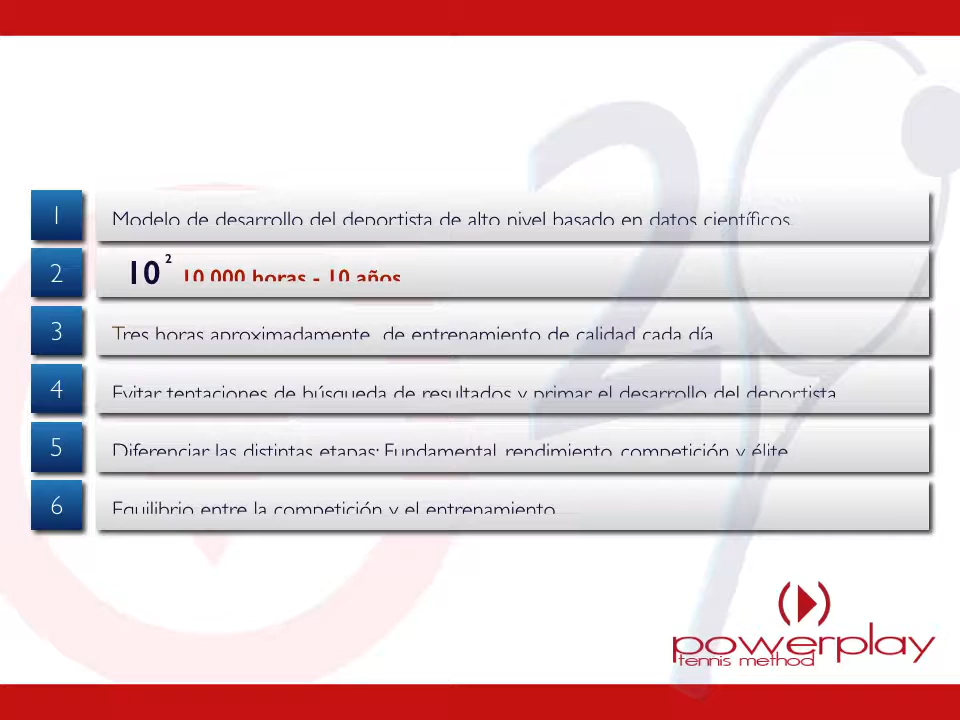 1 Modelo de desarrollo del deportista de alto nivel basado en datos científicos.
2 10² 10.000 horas - 10 años
3 Tres horas aproximadamente de entrenamiento de calidad cada día
4 Evitar tentaciones de búsqueda de resultados y primar el desarrollo del deportista
5 Diferenciar las distintas etapas: Fundamental, rendimiento, competición y élite
6 Equilibrio entre la competición y el entrenamiento
powerplay
tennis method